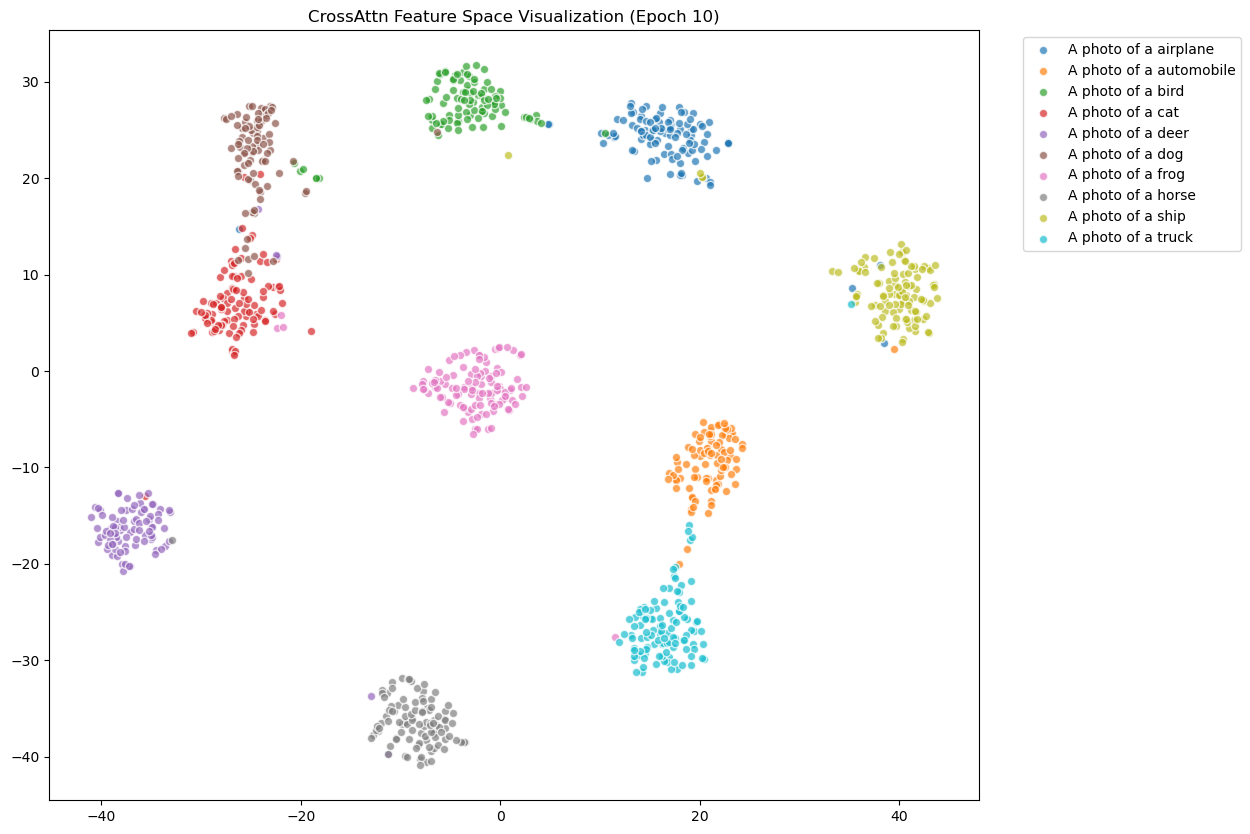 CrossAttn Feature Space Visualization (Epoch 10)
A photo of a airplane
A photo of a automobile
A photo of a bird
A photo of a cat
A photo of a deer
A photo of a dog
A photo of a frog
A photo of a horse
A photo of a ship
A photo of a truck
30
20
10
0
−10
−20
−30
−40
−40 −20 0 20 40